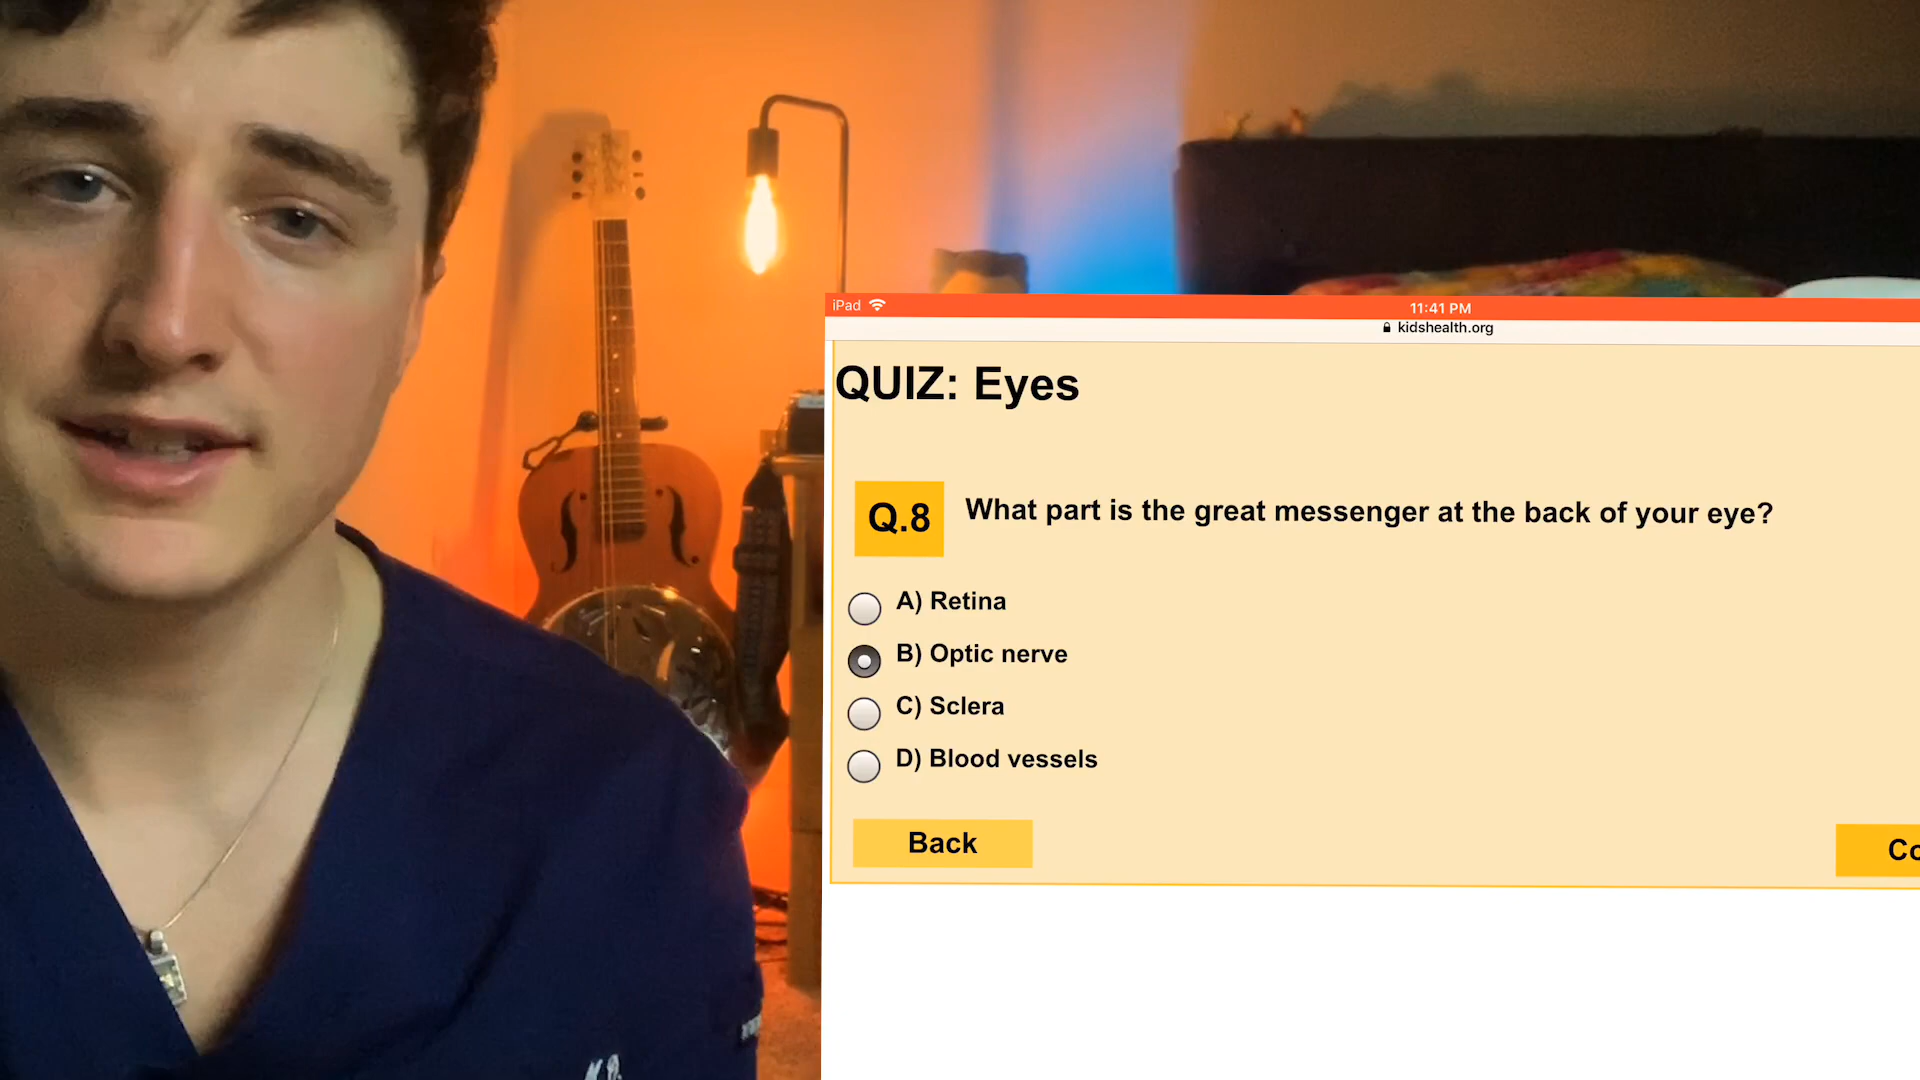 iPad
11:41 PM
kidshealth.org
QUIZ: Eyes
Q.8
What part is the great messenger at the back of your eye?
A) Retina
B) Optic nerve
C) Sclera
D) Blood vessels
Back